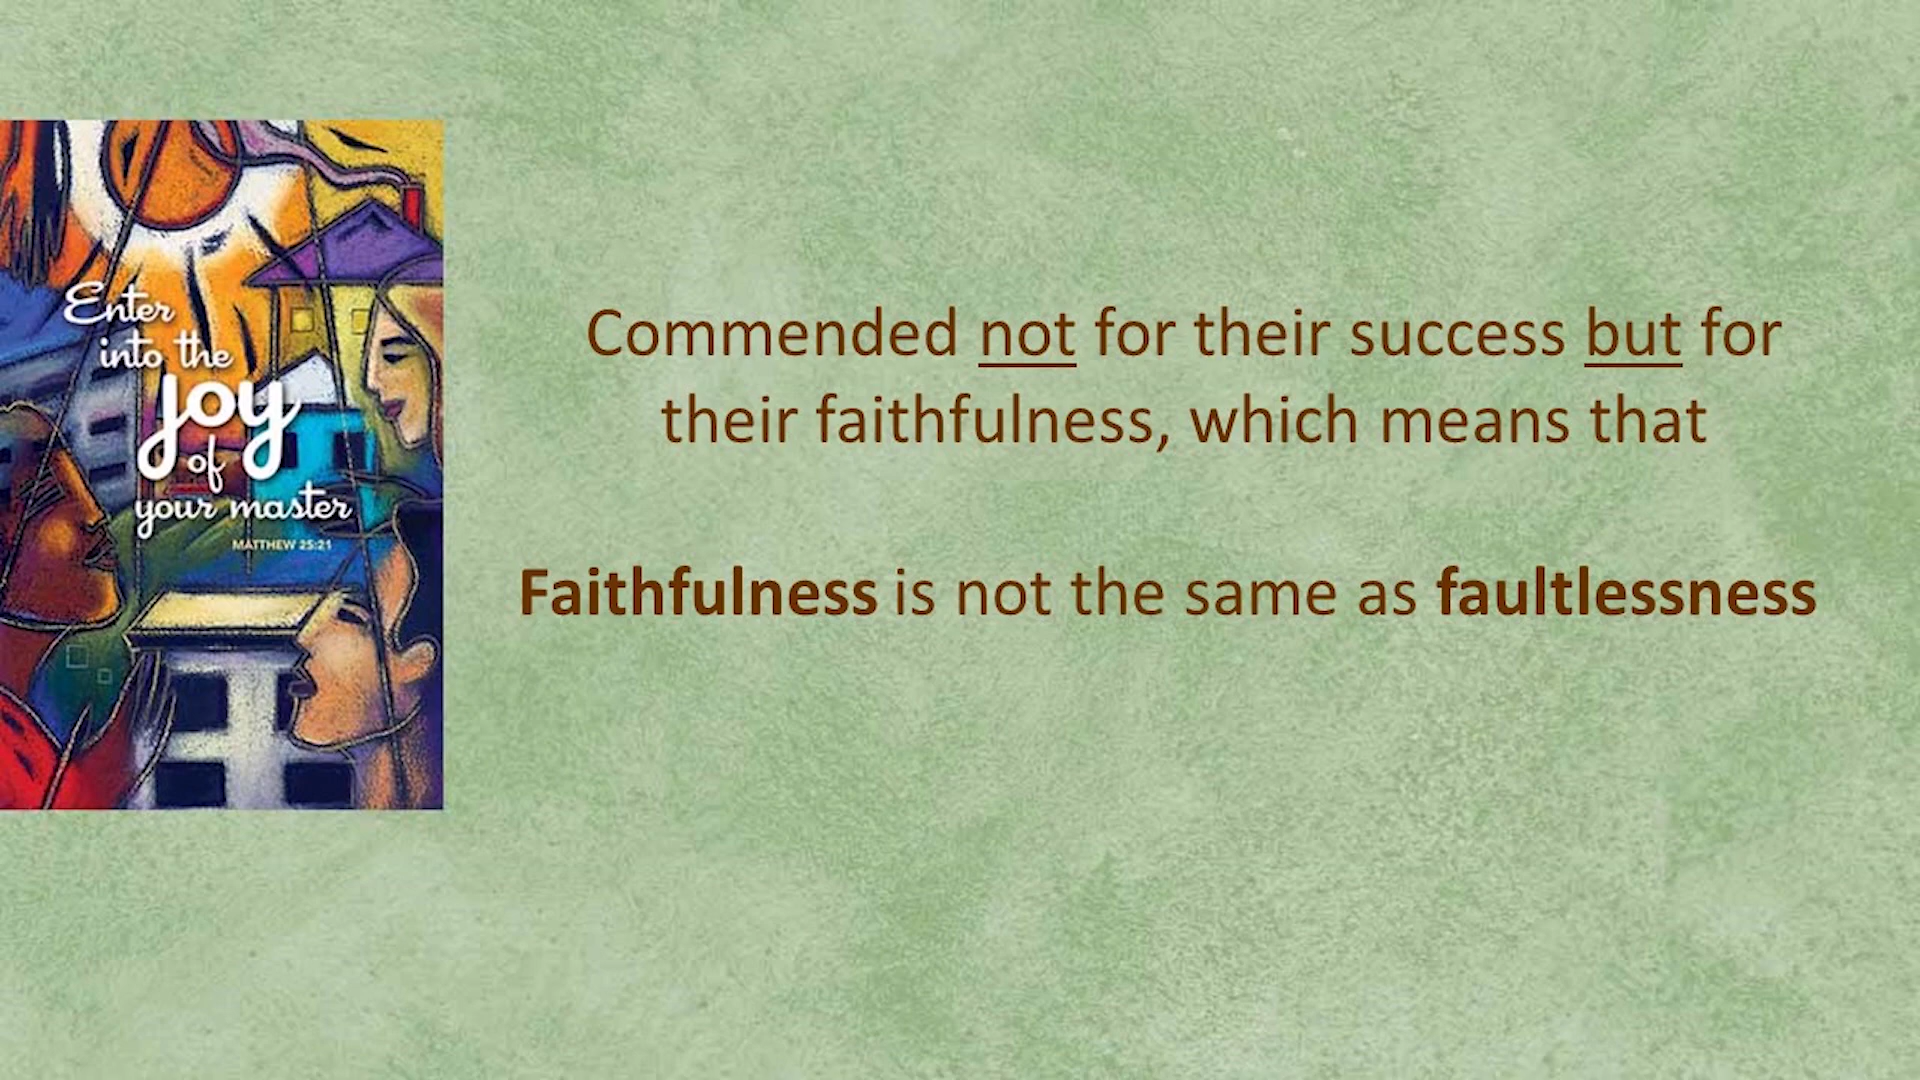 Enter
into the
joy
of
your master
MATTHEW 25:21
Commended not for their success but for
their faithfulness, which means that
Faithfulness is not the same as faultlessness